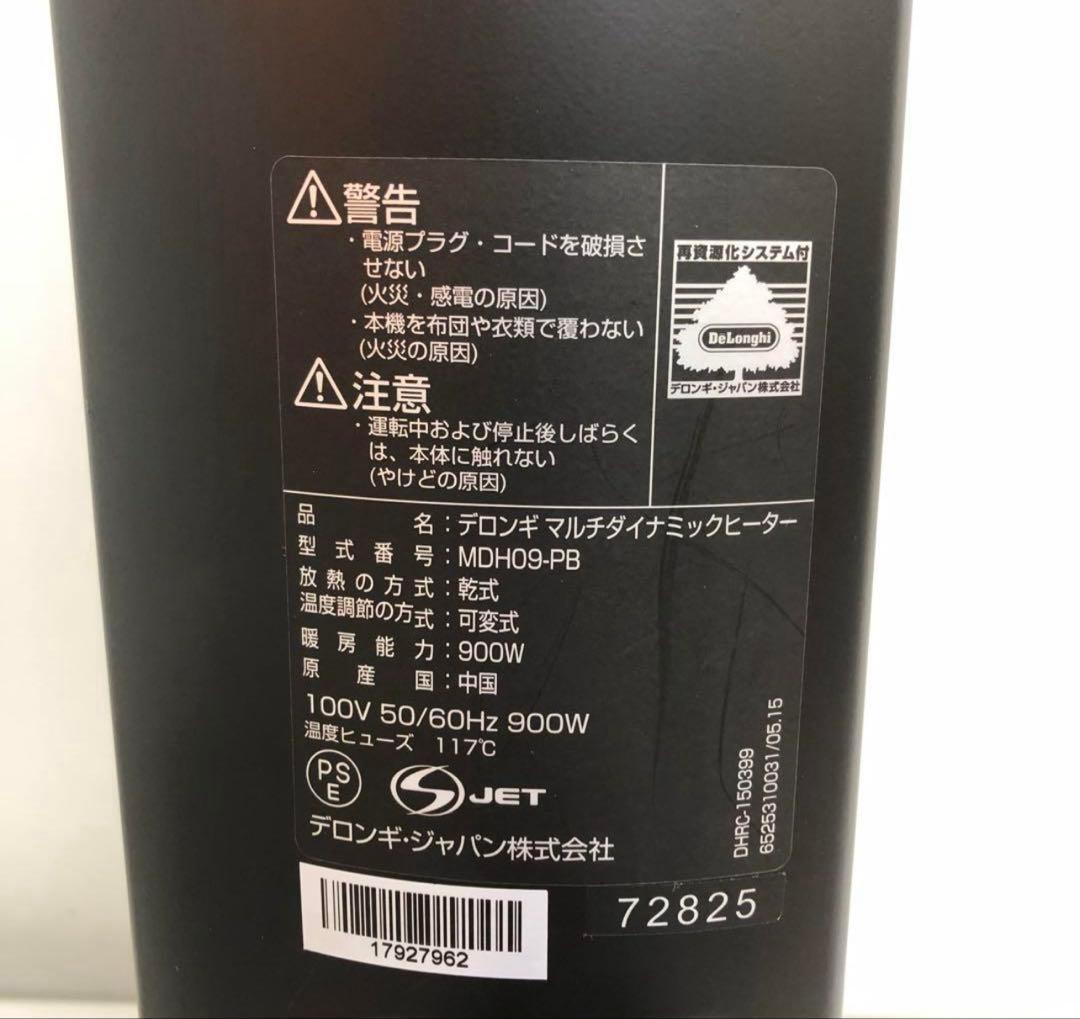 警告
・電源プラグ・コードを破損さ
せない
(火災・感電の原因)
・本機を布団や衣類で覆わない
(火災の原因)
注意
・運転中および停止後しばらく
は、本体に触れない
(やけどの原因)
再資源化システム付
DeLonghi
デロンギ・ジャパン株式会社
品名：デロンギ マルチダイナミックヒーター
型式番号：MDH09-PB
放熱の方式：乾式
温度調節の方式：可変式
暖房能力：900W
原産国：中国
100V 50/60Hz 900W
温度ヒューズ 117℃
PS
E
JET
デロンギ・ジャパン株式会社
DHRC-150399
6525310031/05.15
17927962
72825